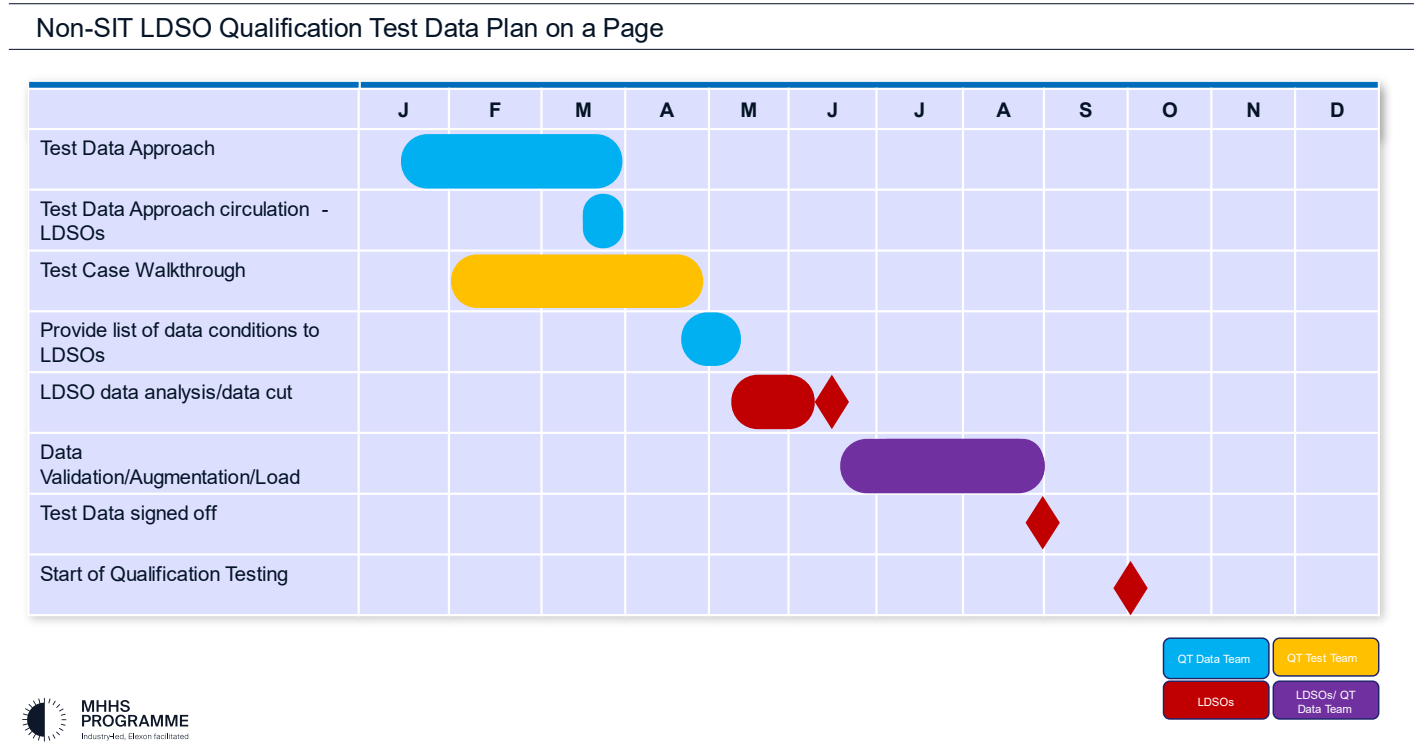 Non-SIT LDSO Qualification Test Data Plan on a Page
J F M A M J J A S O N D
Test Data Approach
Test Data Approach circulation -
LDSOs
Test Case Walkthrough
Provide list of data conditions to
LDSOs
LDSO data analysis/data cut
Data
Validation/Augmentation/Load
Test Data signed off
Start of Qualification Testing
QT Data Team
QT Test Team
LDSOs
LDSOs/ QT
Data Team
MHHS
PROGRAMME
Industry-led, Elexon facilitated